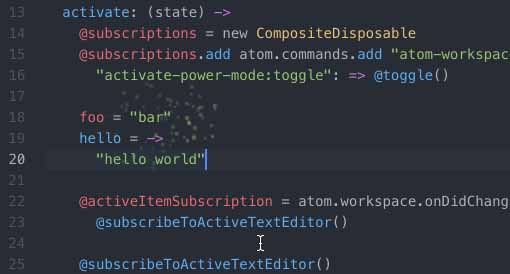 13 activate: (state) ->
14 @subscriptions = new CompositeDisposable
15 @subscriptions.add atom.commands.add "atom-workspac
16 "activate-power-mode:toggle": => @toggle()
17
18 foo = "bar"
19 hello = ->
20 "hello world"
21
22 @activeItemSubscription = atom.workspace.onDidChang
23 @subscribeToActiveTextEditor()
24
25 @subscribeToActiveTextEditor()